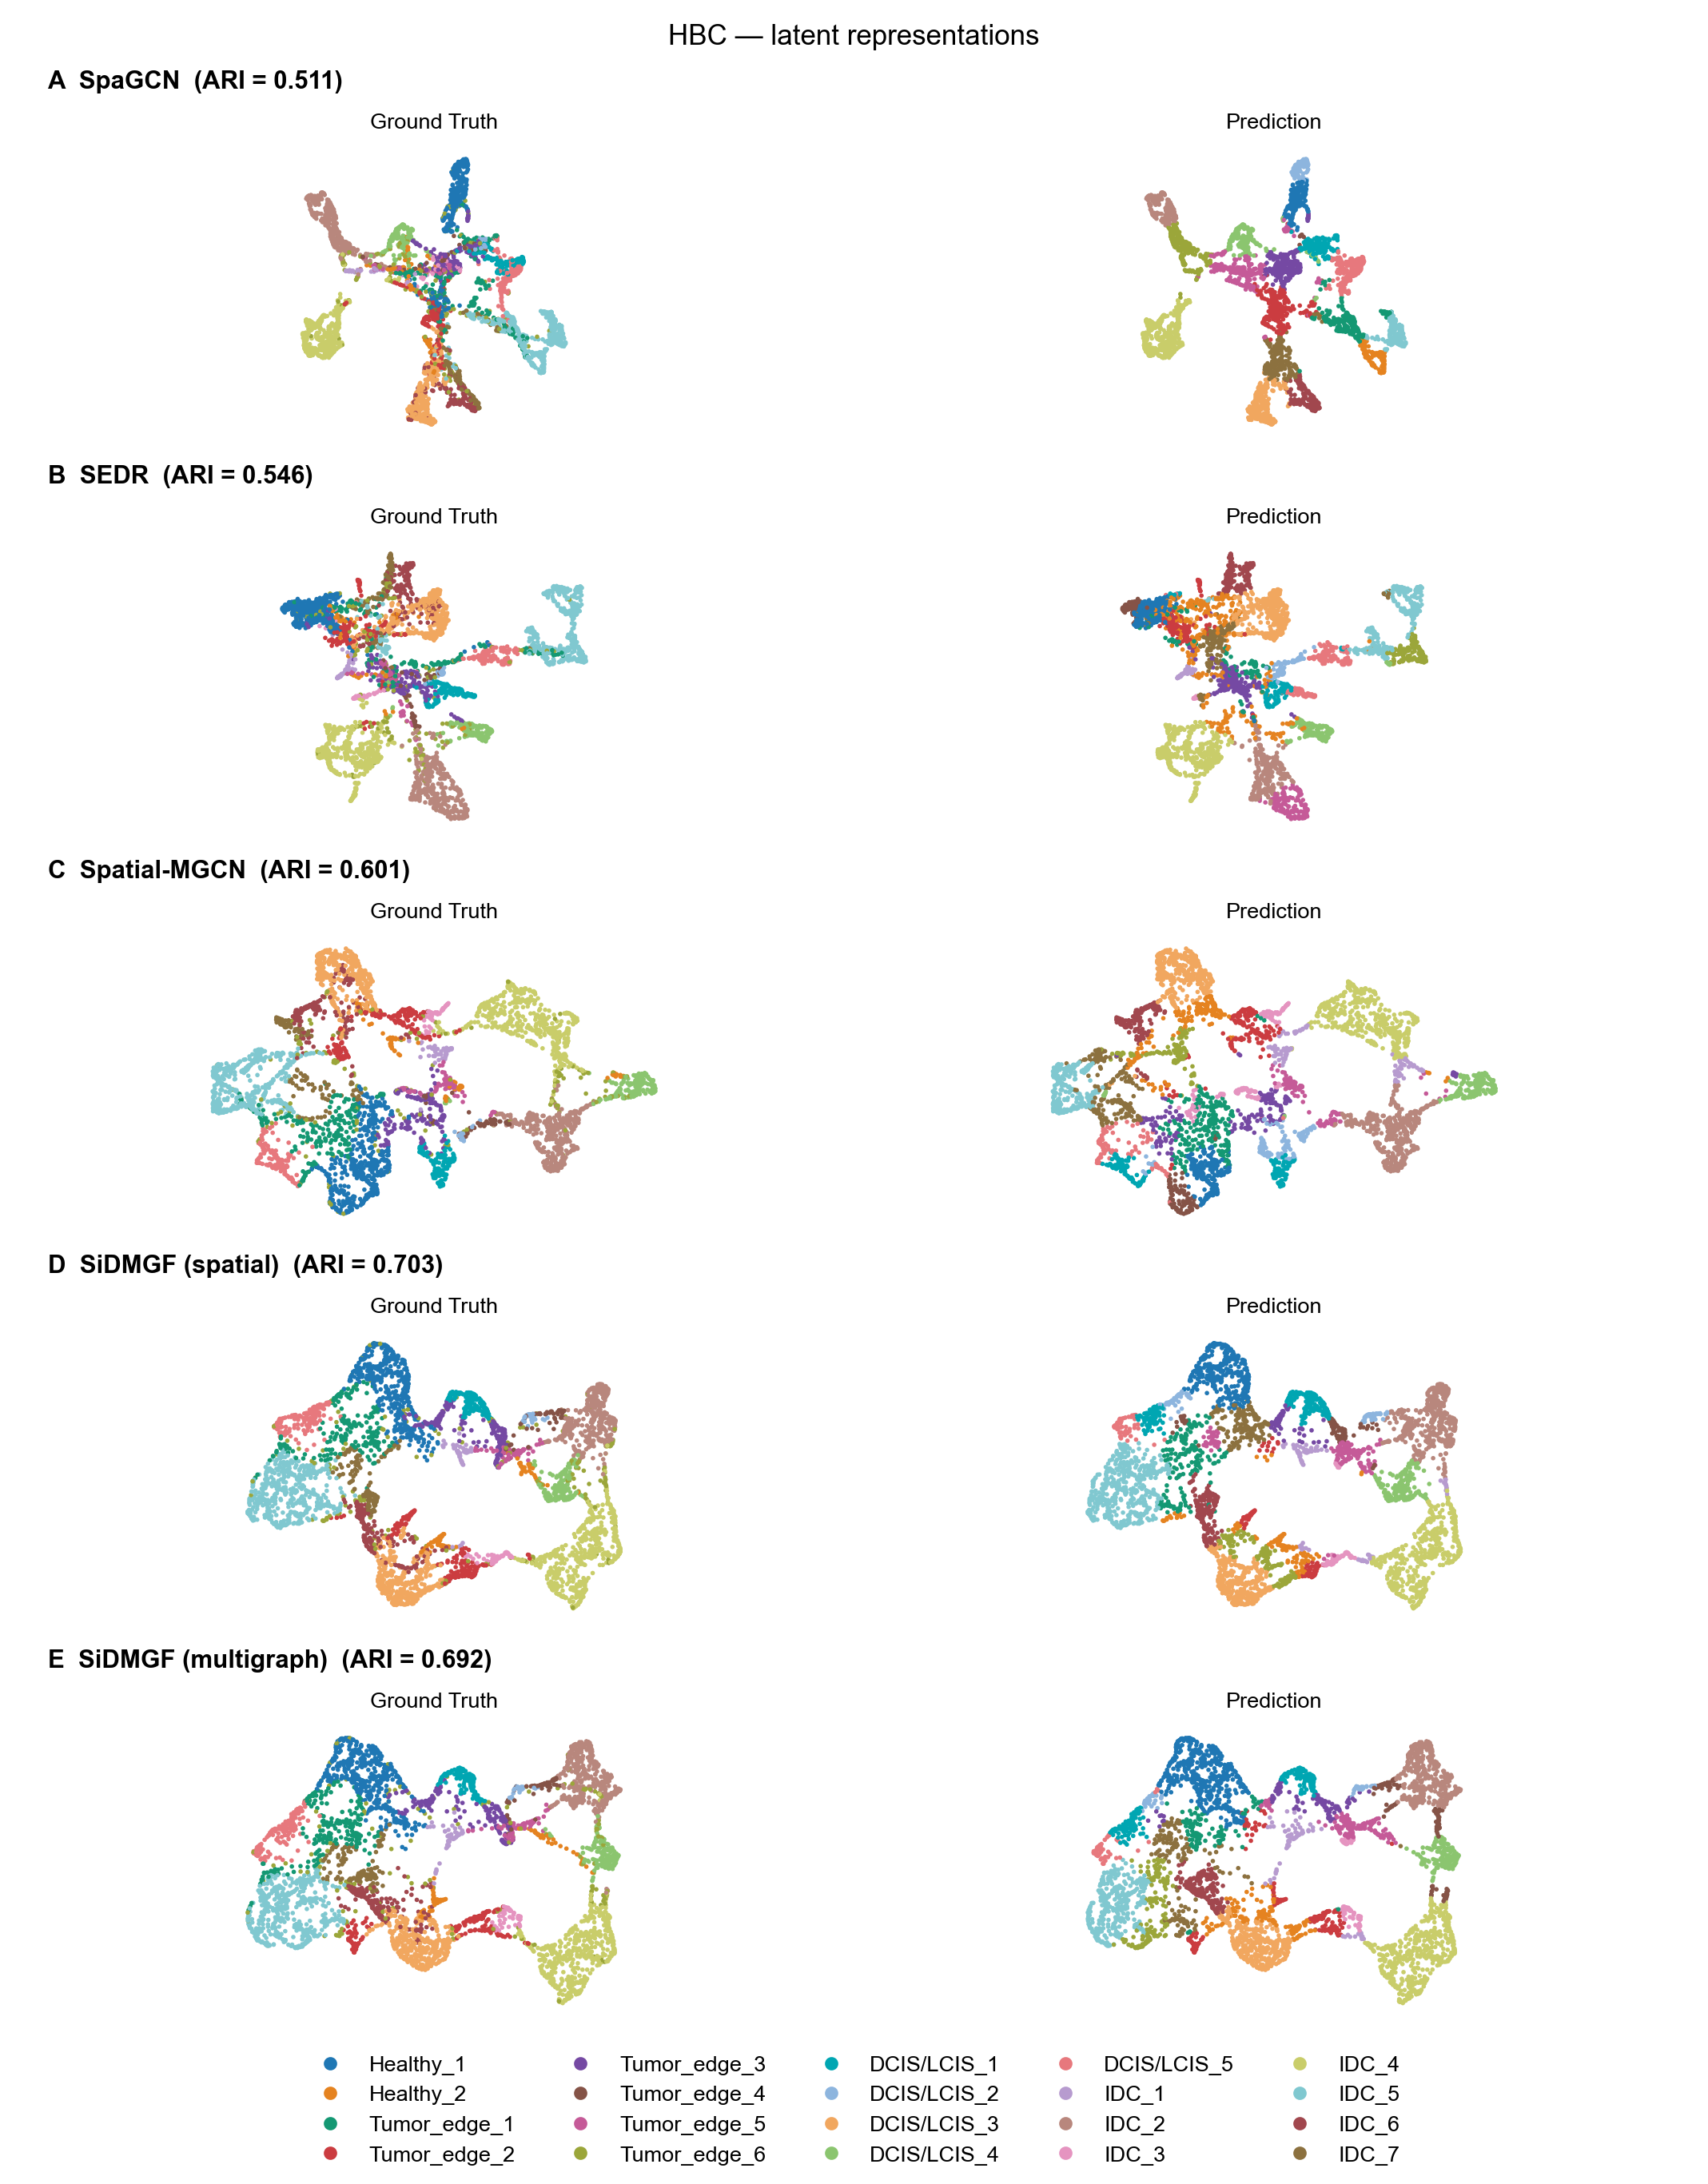 HBC — latent representations
A SpaGCN (ARI = 0.511)
Ground Truth
Prediction
B SEDR (ARI = 0.546)
Ground Truth
Prediction
C Spatial-MGCN (ARI = 0.601)
Ground Truth
Prediction
D SiDMGF (spatial) (ARI = 0.703)
Ground Truth
Prediction
E SiDMGF (multigraph) (ARI = 0.692)
Ground Truth
Prediction
Healthy_1
Healthy_2
Tumor_edge_1
Tumor_edge_2
Tumor_edge_3
Tumor_edge_4
Tumor_edge_5
Tumor_edge_6
DCIS/LCIS_1
DCIS/LCIS_2
DCIS/LCIS_3
DCIS/LCIS_4
DCIS/LCIS_5
IDC_1
IDC_2
IDC_3
IDC_4
IDC_5
IDC_6
IDC_7